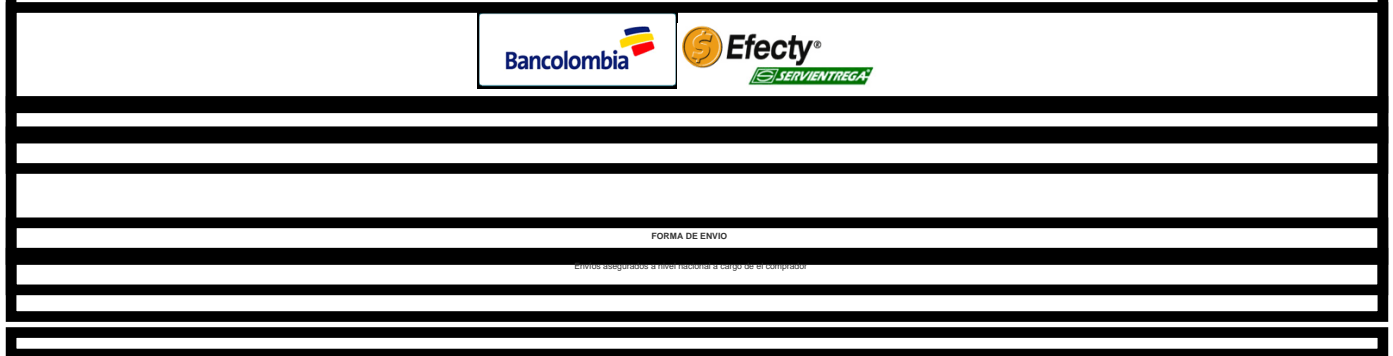 Bancolombia
Efecty®
SERVIENTREGA
FORMA DE ENVIO
Envíos asegurados a nivel nacional a cargo de el comprador